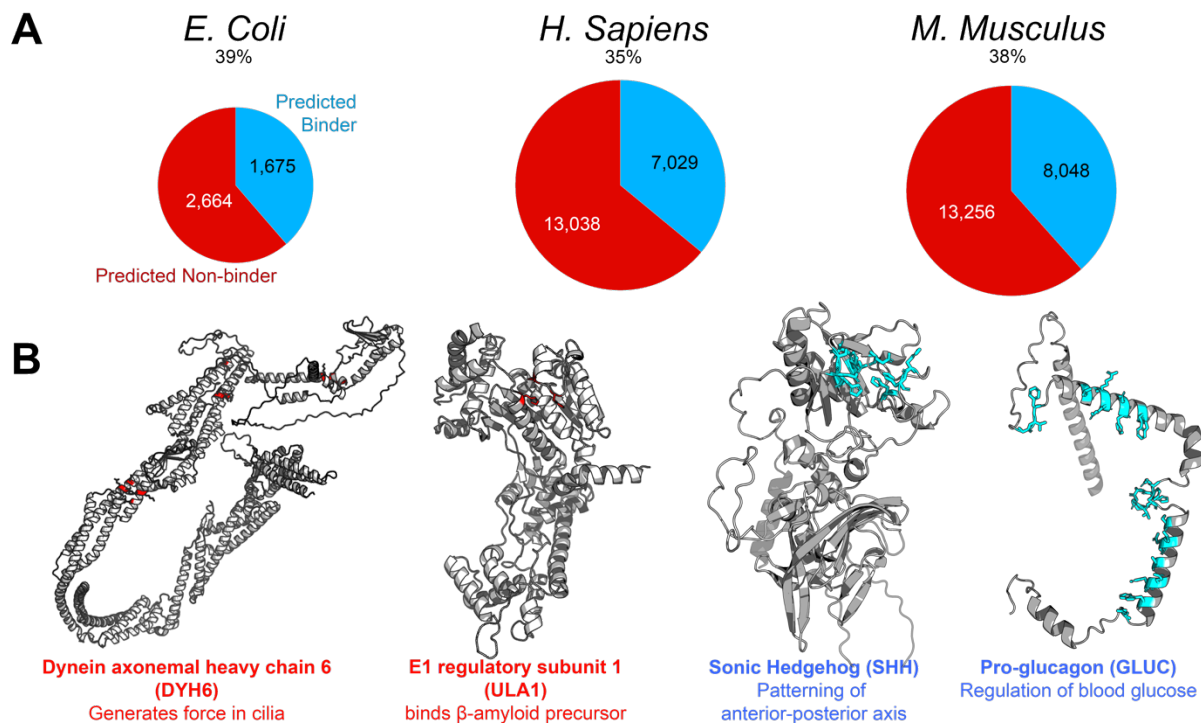 A
E. Coli
39%
H. Sapiens
35%
M. Musculus
38%
Predicted
Binder
1,675
2,664
Predicted Non-binder
7,029
13,038
8,048
13,256
B
Dynein axonemal heavy chain 6
(DYH6)
Generates force in cilia
E1 regulatory subunit 1
(ULA1)
binds β-amyloid precursor
Sonic Hedgehog (SHH)
Patterning of
anterior-posterior axis
Pro-glucagon (GLUC)
Regulation of blood glucose